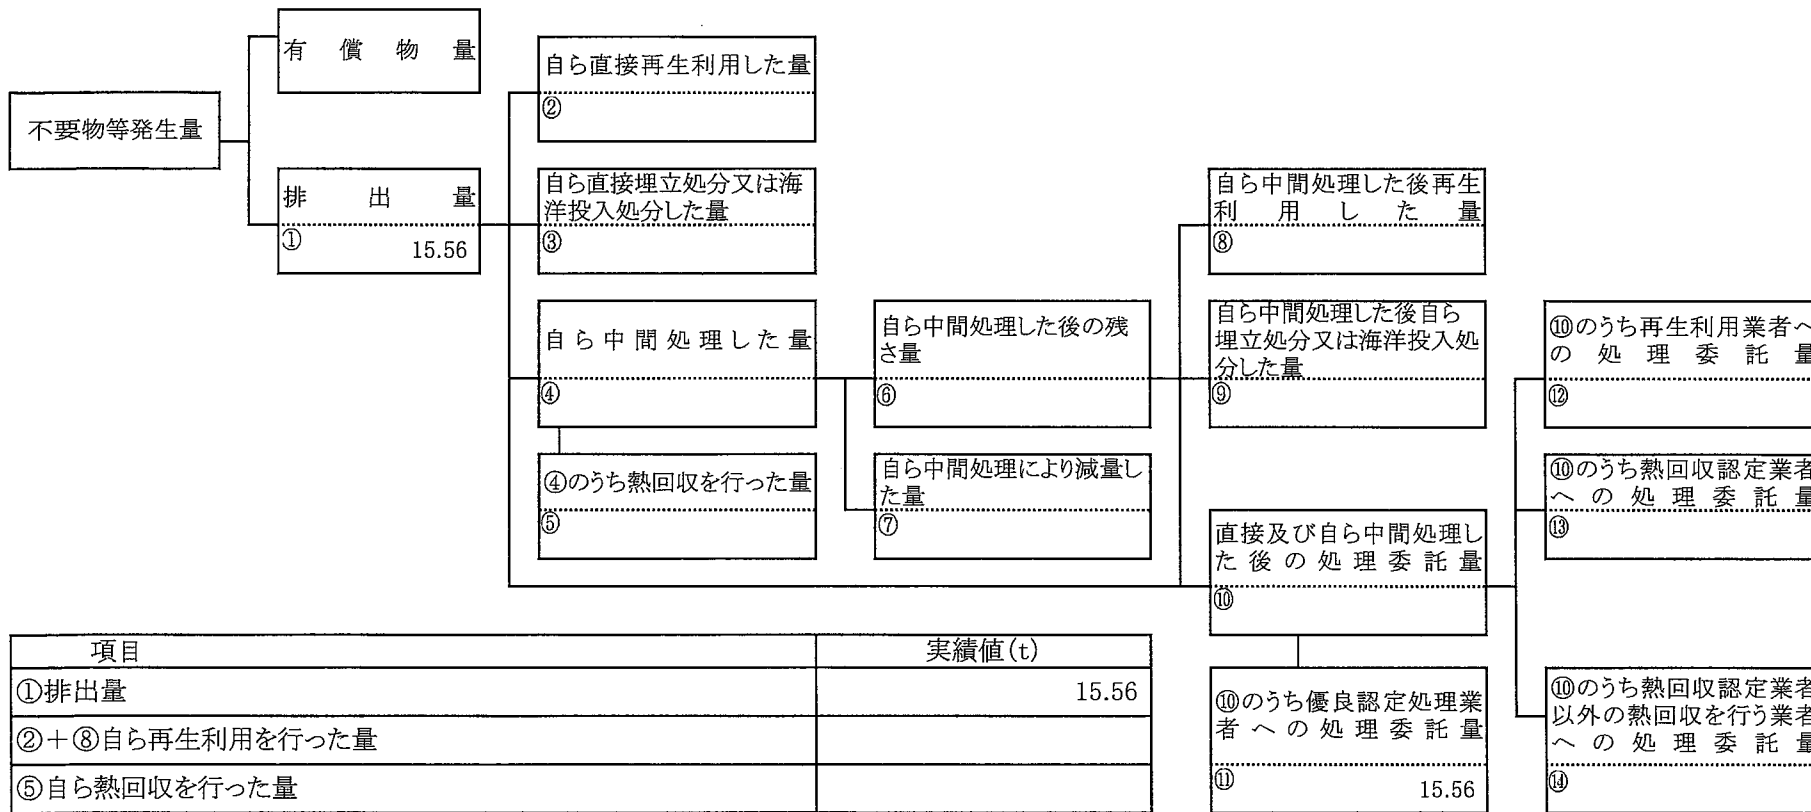 有償物量
不要物等発生量
排出量
①
15.56
自ら直接再生利用した量
②
自ら直接埋立処分又は海
洋投入処分した量
③
自ら中間処理した量
④
④のうち熱回収を行った量
⑤
自ら中間処理した後の残
さ量
⑥
自ら中間処理により減量し
た量
⑦
自ら中間処理した後再生
利用した量
⑧
自ら中間処理した後自ら
埋立処分又は海洋投入処
分した量
⑨
直接及び自ら中間処理し
た後の処理委託量
⑩
⑩のうち優良認定処理業
者への処理委託量
⑪
15.56
⑩のうち再生利用業者へ
の処理委託量
⑫
⑩のうち熱回収認定業者
への処理委託量
⑬
⑩のうち熱回収認定業者
以外の熱回収を行う業者
への処理委託量
⑭
項目 実績値(t)
①排出量 15.56
②+⑧自ら再生利用を行った量
⑤自ら熱回収を行った量